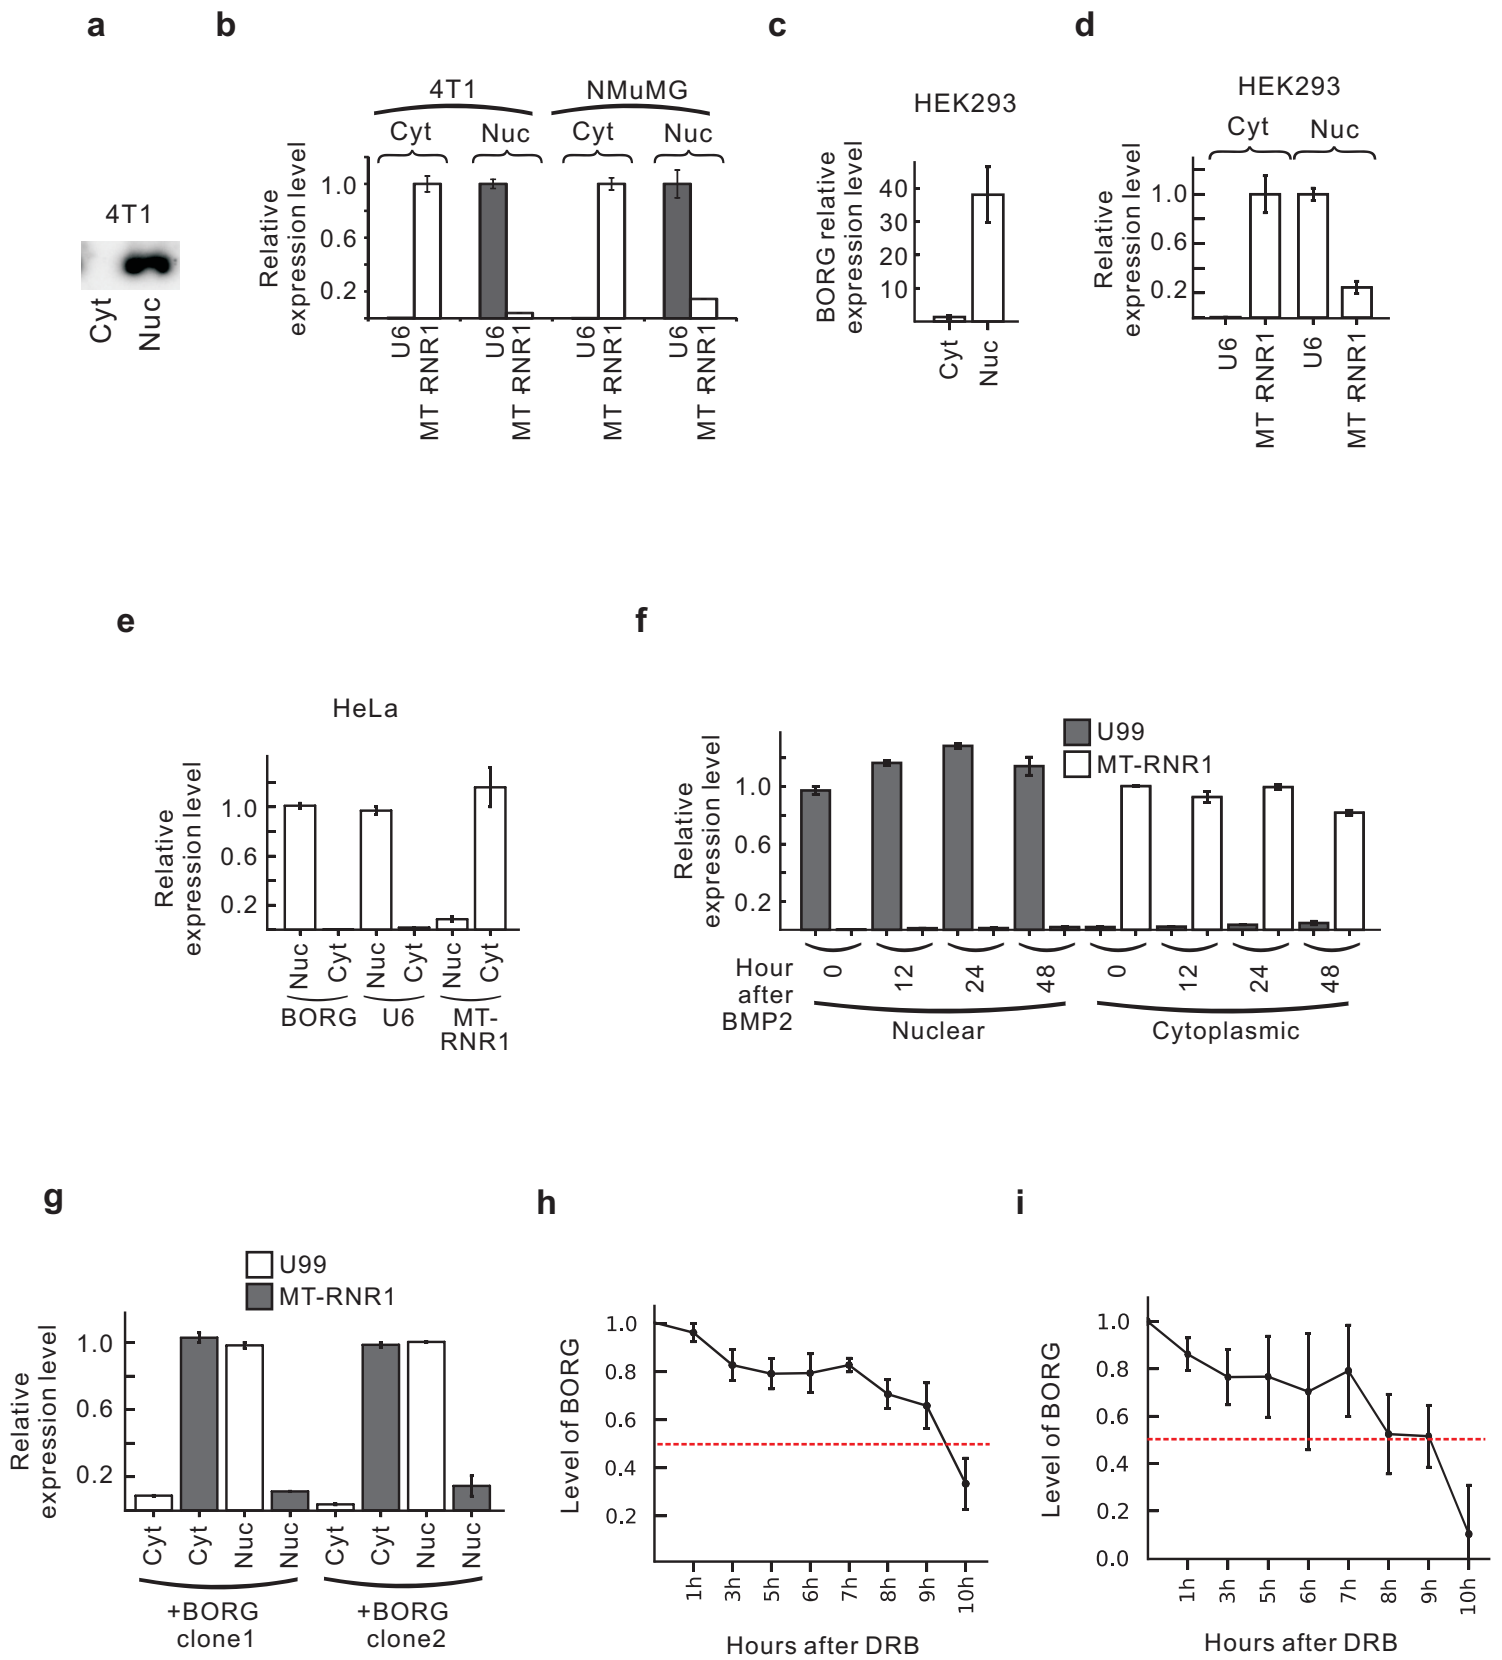 a
4T1
Cyt
Nuc
b
4T1
NMuMG
Cyt
Nuc
Cyt
Nuc
Relative
expression level
1.0
0.6
0.2
U6
MT -RNR1
U6
MT -RNR1
U6
MT -RNR1
U6
MT -RNR1
c
HEK293
BORG relative
expression level
40
30
20
10
Cyt
Nuc
d
HEK293
Cyt
Nuc
Relative
expression level
1.0
0.6
0.2
U6
MT -RNR1
U6
MT -RNR1
e
HeLa
Relative
expression level
1.0
0.6
0.2
Nuc
Cyt
Nuc
Cyt
Nuc
Cyt
BORG
U6
MT-
RNR1
f
U99
MT-RNR1
Relative
expression level
1.0
0.6
0.2
Hour
after
BMP2
0
12
24
48
0
12
24
48
Nuclear
Cytoplasmic
g
U99
MT-RNR1
Relative
expression level
1.0
0.6
0.2
Cyt
Cyt
Nuc
Nuc
Cyt
Cyt
Nuc
Nuc
+BORG
clone1
+BORG
clone2
h
Level of BORG
1.0
0.8
0.6
0.4
0.2
1h
3h
5h
6h
7h
8h
9h
10h
Hours after DRB
i
Level of BORG
1.0
0.8
0.6
0.4
0.2
0.0
1h
3h
5h
6h
7h
8h
9h
10h
Hours after DRB